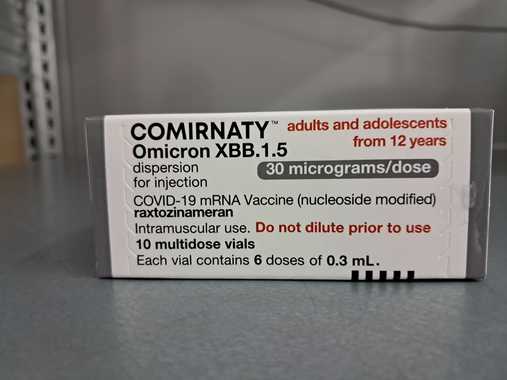 COMIRNATY™ adults and adolescents
from 12 years
Omicron XBB.1.5
dispersion
for injection
30 micrograms/dose
COVID-19 mRNA Vaccine (nucleoside modified)
raxtozinameran
Intramuscular use. Do not dilute prior to use
10 multidose vials
Each vial contains 6 doses of 0.3 mL.